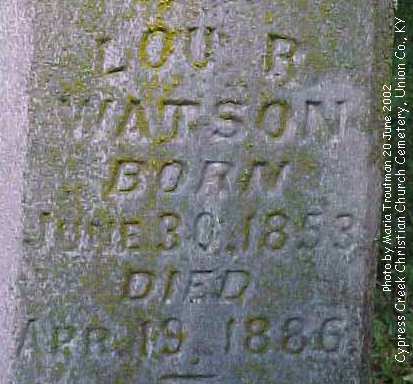 LOU R
WATSON
BORN
JUNE 30, 1853
DIED
APR. 19, 1886.
Photo by Maria Troutman 20 June 2002
Cypress Creek Christian Church Cemetery, Union Co., KY